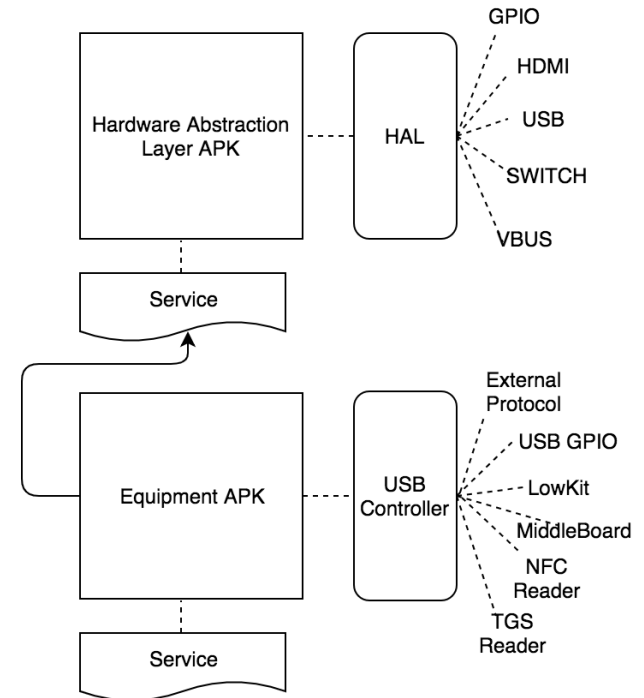 GPIO
HDMI
Hardware Abstraction
Layer APK
HAL
USB
SWITCH
VBUS
Service
External
Protocol
USB GPIO
Equipment APK
USB
Controller
LowKit
MiddleBoard
NFC
Reader
TGS
Reader
Service